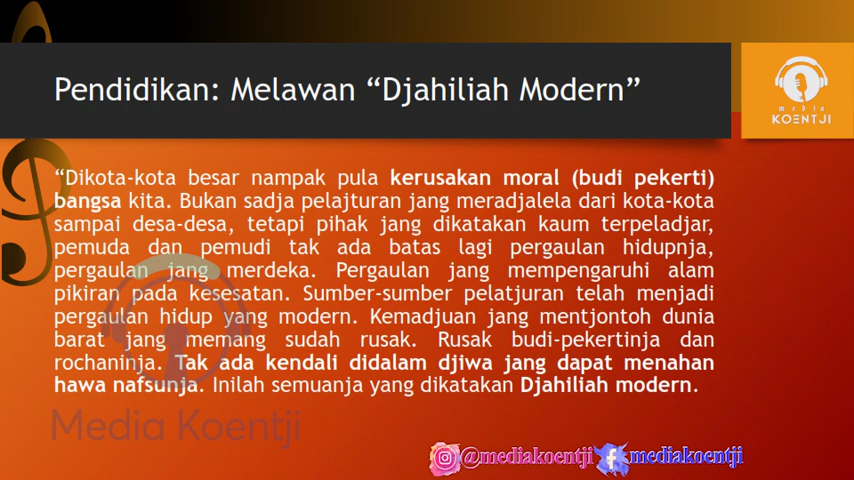 Pendidikan: Melawan “Djahiliah Modern”
media
KOENTJI
“Dikota-kota besar nampak pula kerusakan moral (budi pekerti)
bangsa kita. Bukan sadja pelajturan jang meradjalela dari kota-kota
sampai desa-desa, tetapi pihak jang dikatakan kaum terpeladjar,
pemuda dan pemudi tak ada batas lagi pergaulan hidupnja,
pergaulan jang merdeka. Pergaulan jang mempengaruhi alam
pikiran pada kesesatan. Sumber-sumber pelatjuran telah menjadi
pergaulan hidup yang modern. Kemadjuan jang mentjontoh dunia
barat jang memang sudah rusak. Rusak budi-pekertinja dan
rochaninja. Tak ada kendali didalam djiwa jang dapat menahan
hawa nafsunja. Inilah semuanja yang dikatakan Djahiliah modern.
Media Koentji
@mediakoentji mediakoentji